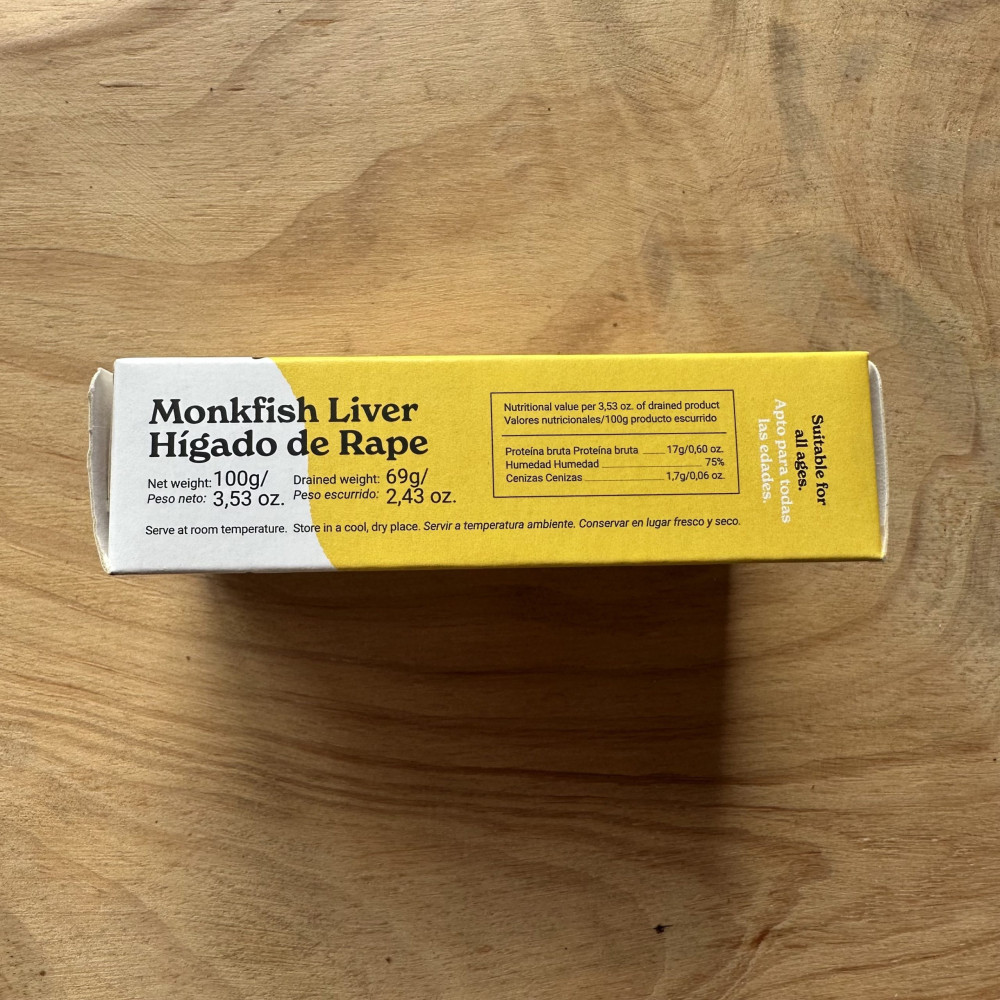 Monkfish Liver
Hígado de Rape
Net weight: 100g/
Peso neto: 3,53 oz.
Drained weight: 69g/
Peso escurrido: 2,43 oz.
Serve at room temperature. Store in a cool, dry place. Servir a temperatura ambiente. Conservar en lugar fresco y seco.
Nutritional value per 3,53 oz. of drained product
Valores nutricionales/100g producto escurrido
Proteína bruta Proteína bruta 17g/0,60 oz.
Humedad Humedad 75%
Cenizas Cenizas 1,7g/0,06 oz.
Suitable for
all ages.
Apto para todas
las edades.